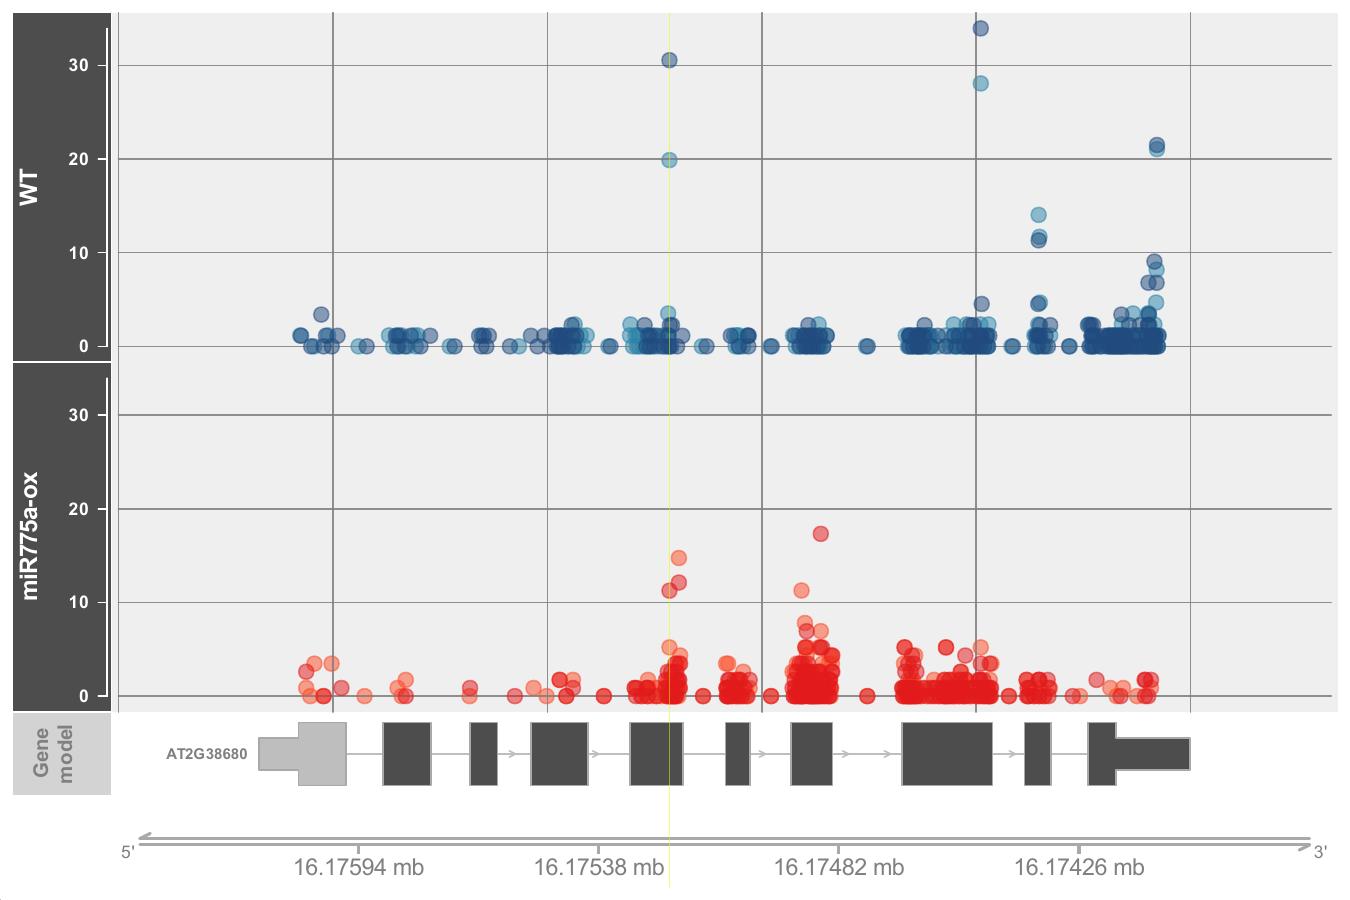 WT
30
20
10
0
miR775a-ox
30
20
10
0
Gene
model
AT2G38680
5'
3'
16.17594 mb
16.17538 mb
16.17482 mb
16.17426 mb